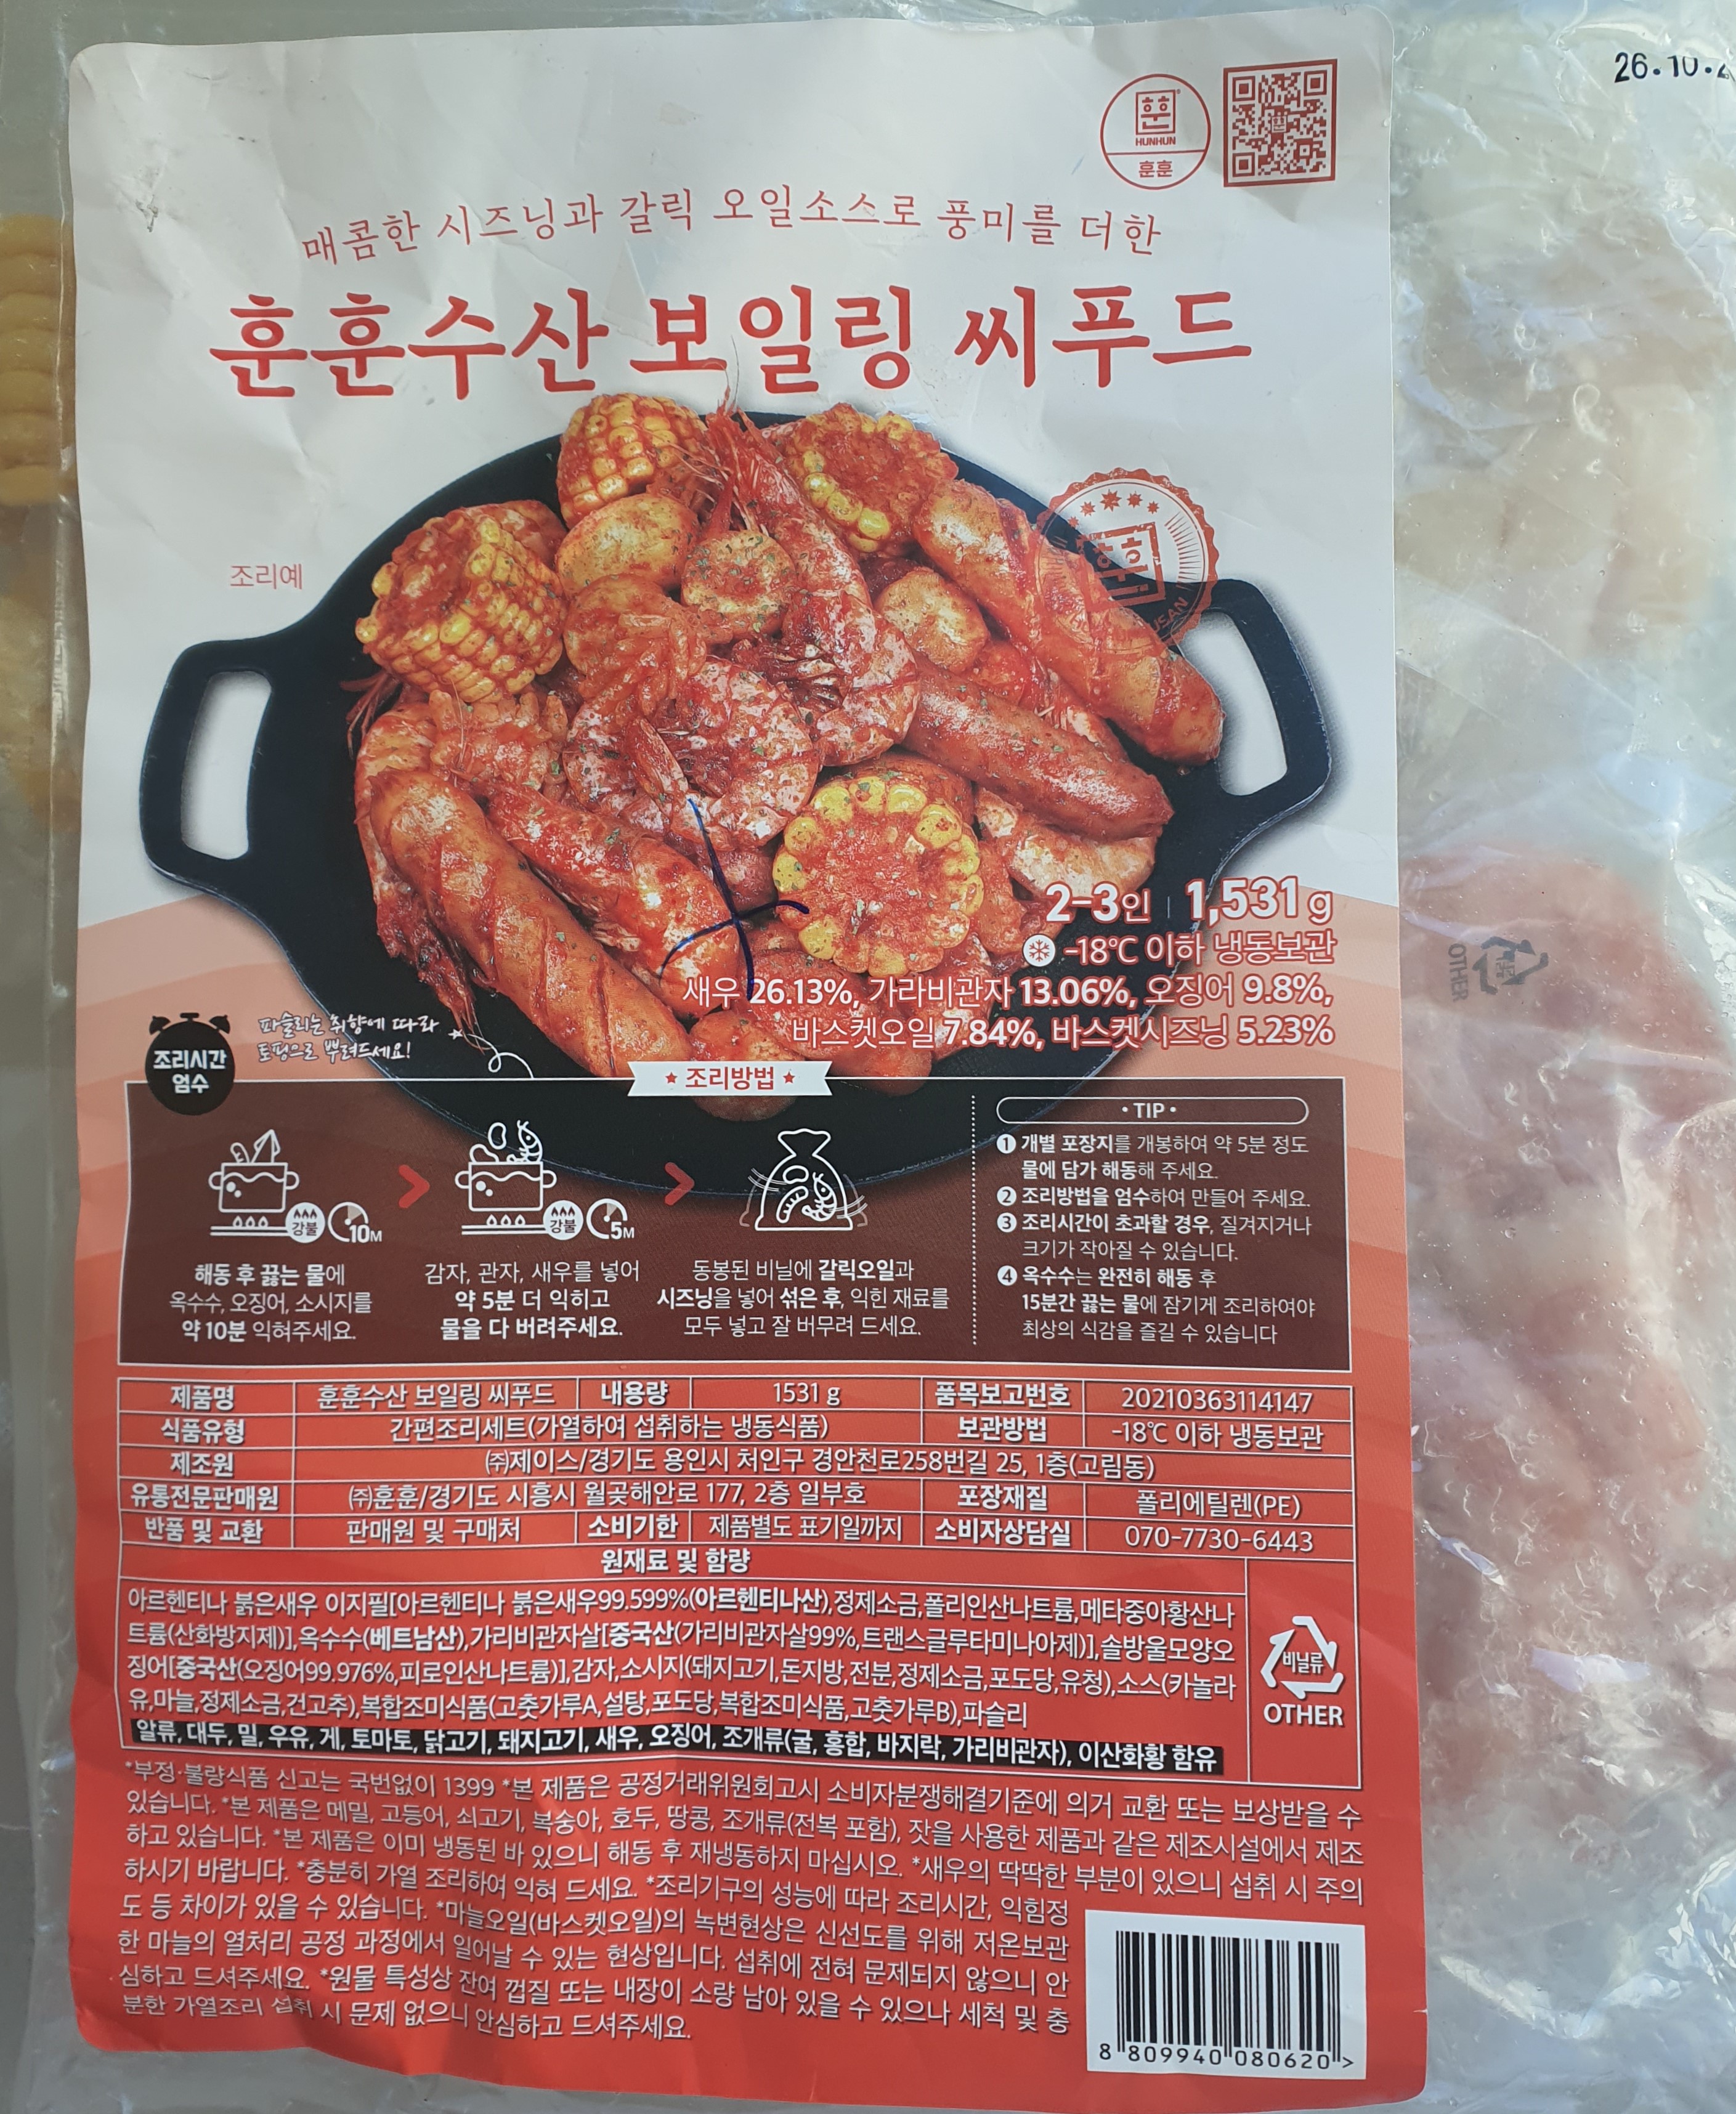 26.10.2
HUNHUN
훈훈
매콤한 시즈닝과 갈릭 오일소스로 풍미를 더한
훈훈수산 보일링 씨푸드
조리예
2-3인 | 1,531 g
-18℃ 이하 냉동보관
새우 26.13%, 가라비관자 13.06%, 오징어 9.8%,
바스켓오일 7.84%, 바스켓시즈닝 5.23%
파슬리는 취향에 따라
토핑으로 뿌려드세요!
조리시간
엄수
★ 조리방법 ★
강불 10M
해동 후 끓는 물에
옥수수, 오징어, 소시지를
약 10분 익혀주세요.
강불 5M
감자, 관자, 새우를 넣어
약 5분 더 익히고
물을 다 버려주세요.
동봉된 비닐에 갈릭오일과
시즈닝을 넣어 섞은 후, 익힌 재료를
모두 넣고 잘 버무려 드세요.
• TIP •
❶ 개별 포장지를 개봉하여 약 5분 정도
물에 담가 해동해 주세요.
❷ 조리방법을 엄수하여 만들어 주세요.
❸ 조리시간이 초과할 경우, 질겨지거나
크기가 작아질 수 있습니다.
❹ 옥수수는 완전히 해동 후
15분간 끓는 물에 잠기게 조리하여야
최상의 식감을 즐길 수 있습니다
제품명 훈훈수산 보일링 씨푸드 내용량 1531 g 품목보고번호 20210363114147
식품유형 간편조리세트(가열하여 섭취하는 냉동식품) 보관방법 -18℃ 이하 냉동보관
제조원 ㈜제이스/경기도 용인시 처인구 경안천로258번길 25, 1층(고림동)
유통전문판매원 ㈜훈훈/경기도 시흥시 월곶해안로 177, 2층 일부호 포장재질 폴리에틸렌(PE)
반품 및 교환 판매원 및 구매처 소비기한 제품별도 표기일까지 소비자상담실 070-7730-6443
원재료 및 함량
아르헨티나 붉은새우 이지필[아르헨티나 붉은새우99.599%(아르헨티나산),정제소금,폴리인산나트륨,메타중아황산나
트륨(산화방지제)],옥수수(베트남산),가리비관자살[중국산(가리비관자살99%,트랜스글루타미나아제)],솔방울모양오
징어[중국산(오징어99.976%,피로인산나트륨)],감자,소시지(돼지고기,돈지방,전분,정제소금,포도당,유청),소스(카놀라
유,마늘,정제소금,건고추),복합조미식품(고춧가루A,설탕,포도당,복합조미식품,고춧가루B),파슬리
알류, 대두, 밀, 우유, 게, 토마토, 닭고기, 돼지고기, 새우, 오징어, 조개류(굴, 홍합, 바지락, 가리비관자), 이산화황 함유
비닐류
OTHER
*부정·불량식품 신고는 국번없이 1399 *본 제품은 공정거래위원회고시 소비자분쟁해결기준에 의거 교환 또는 보상받을 수
있습니다. *본 제품은 메밀, 고등어, 쇠고기, 복숭아, 호두, 땅콩, 조개류(전복 포함), 잣을 사용한 제품과 같은 제조시설에서 제조
하고 있습니다. *본 제품은 이미 냉동된 바 있으니 해동 후 재냉동하지 마십시오. *새우의 딱딱한 부분이 있으니 섭취 시 주의
하시기 바랍니다. *충분히 가열 조리하여 익혀 드세요. *조리기구의 성능에 따라 조리시간, 익힘정
도 등 차이가 있을 수 있습니다. *마늘오일(바스켓오일)의 녹변현상은 신선도를 위해 저온보관
한 마늘의 열처리 공정 과정에서 일어날 수 있는 현상입니다. 섭취에 전혀 문제되지 않으니 안
심하고 드셔주세요. *원물 특성상 잔여 껍질 또는 내장이 소량 남아 있을 수 있으나 세척 및 충
분한 가열조리 섭취 시 문제 없으니 안심하고 드셔주세요.
8 809940 080620 >
OTHER